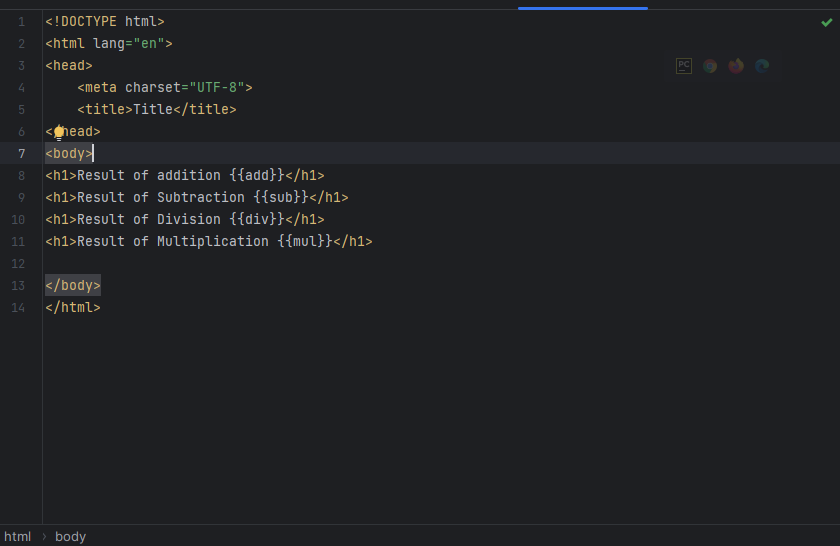 1 <!DOCTYPE html>
2 <html lang="en">
3 <head>
4     <meta charset="UTF-8">
5     <title>Title</title>
6 </head>
7 <body>
8 <h1>Result of addition {{add}}</h1>
9 <h1>Result of Subtraction {{sub}}</h1>
10 <h1>Result of Division {{div}}</h1>
11 <h1>Result of Multiplication {{mul}}</h1>
12
13 </body>
14 </html>
PC
html › body